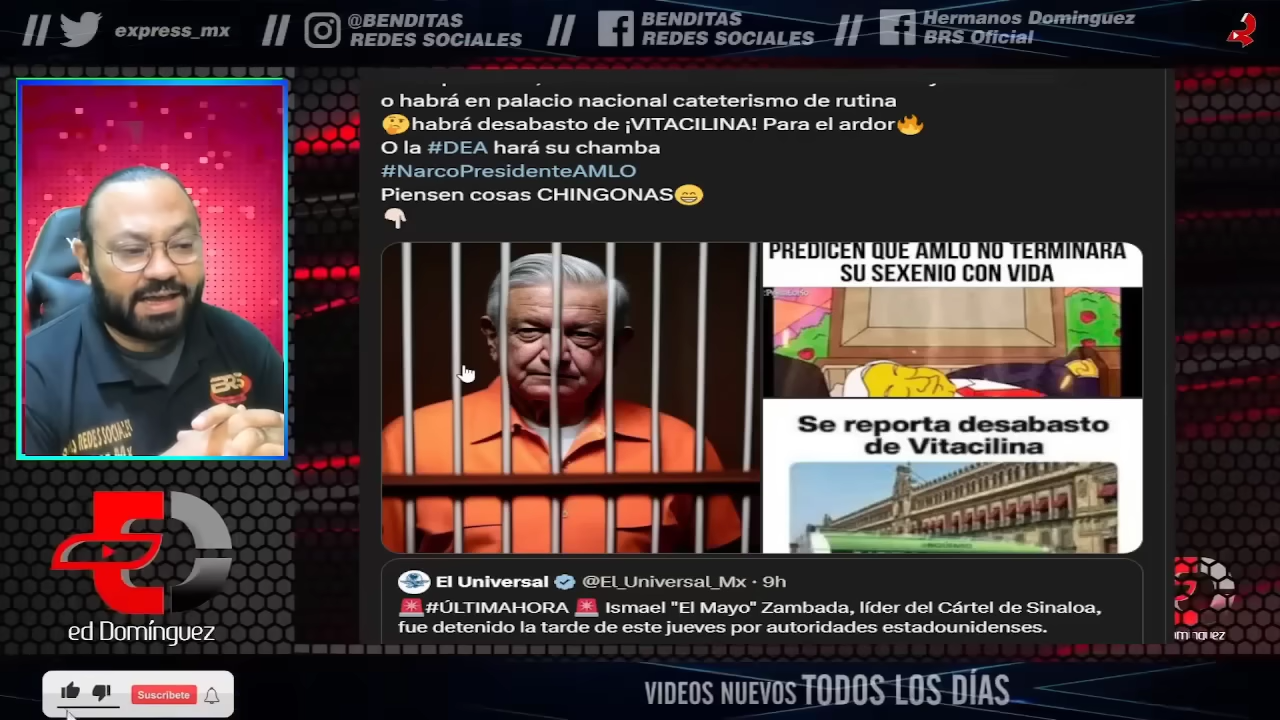 express_mx
@BENDITAS
REDES SOCIALES
BENDITAS
REDES SOCIALES
Hermanos Dominguez
BRS Oficial
o habrá en palacio nacional cateterismo de rutina
🤔habrá desabasto de ¡VITACILINA! Para el ardor🔥
O la #DEA hará su chamba
#NarcoPresidenteAMLO
Piensen cosas CHINGONAS😁
👇🏻
PREDICEN QUE AMLO NO TERMINARA
SU SEXENIO CON VIDA
Se reporta desabasto
de Vitacilina
El Universal @El_Universal_Mx · 9h
🚨#ÚLTIMAHORA 🚨 Ismael "El Mayo" Zambada, líder del Cártel de Sinaloa,
fue detenido la tarde de este jueves por autoridades estadounidenses.
BRS
REDES SOCIALES
ed Domínguez
Suscríbete
VIDEOS NUEVOS TODOS LOS DÍAS